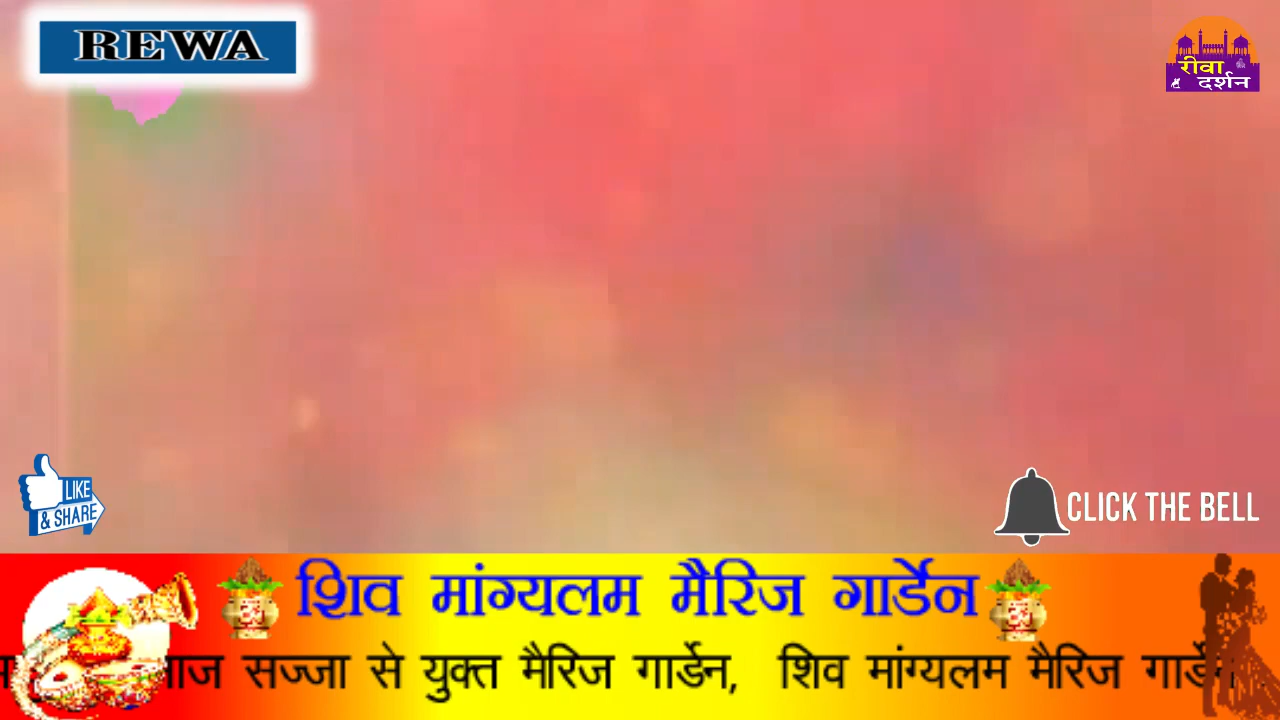 REWA
रीवा
दर्शन
LIKE
& SHARE
CLICK THE BELL
शिव मांग्यलम मैरिज गार्डेन
सज्जा से युक्त मैरिज गार्डेन, शिव मांग्यलम मैरिज गार्डेन